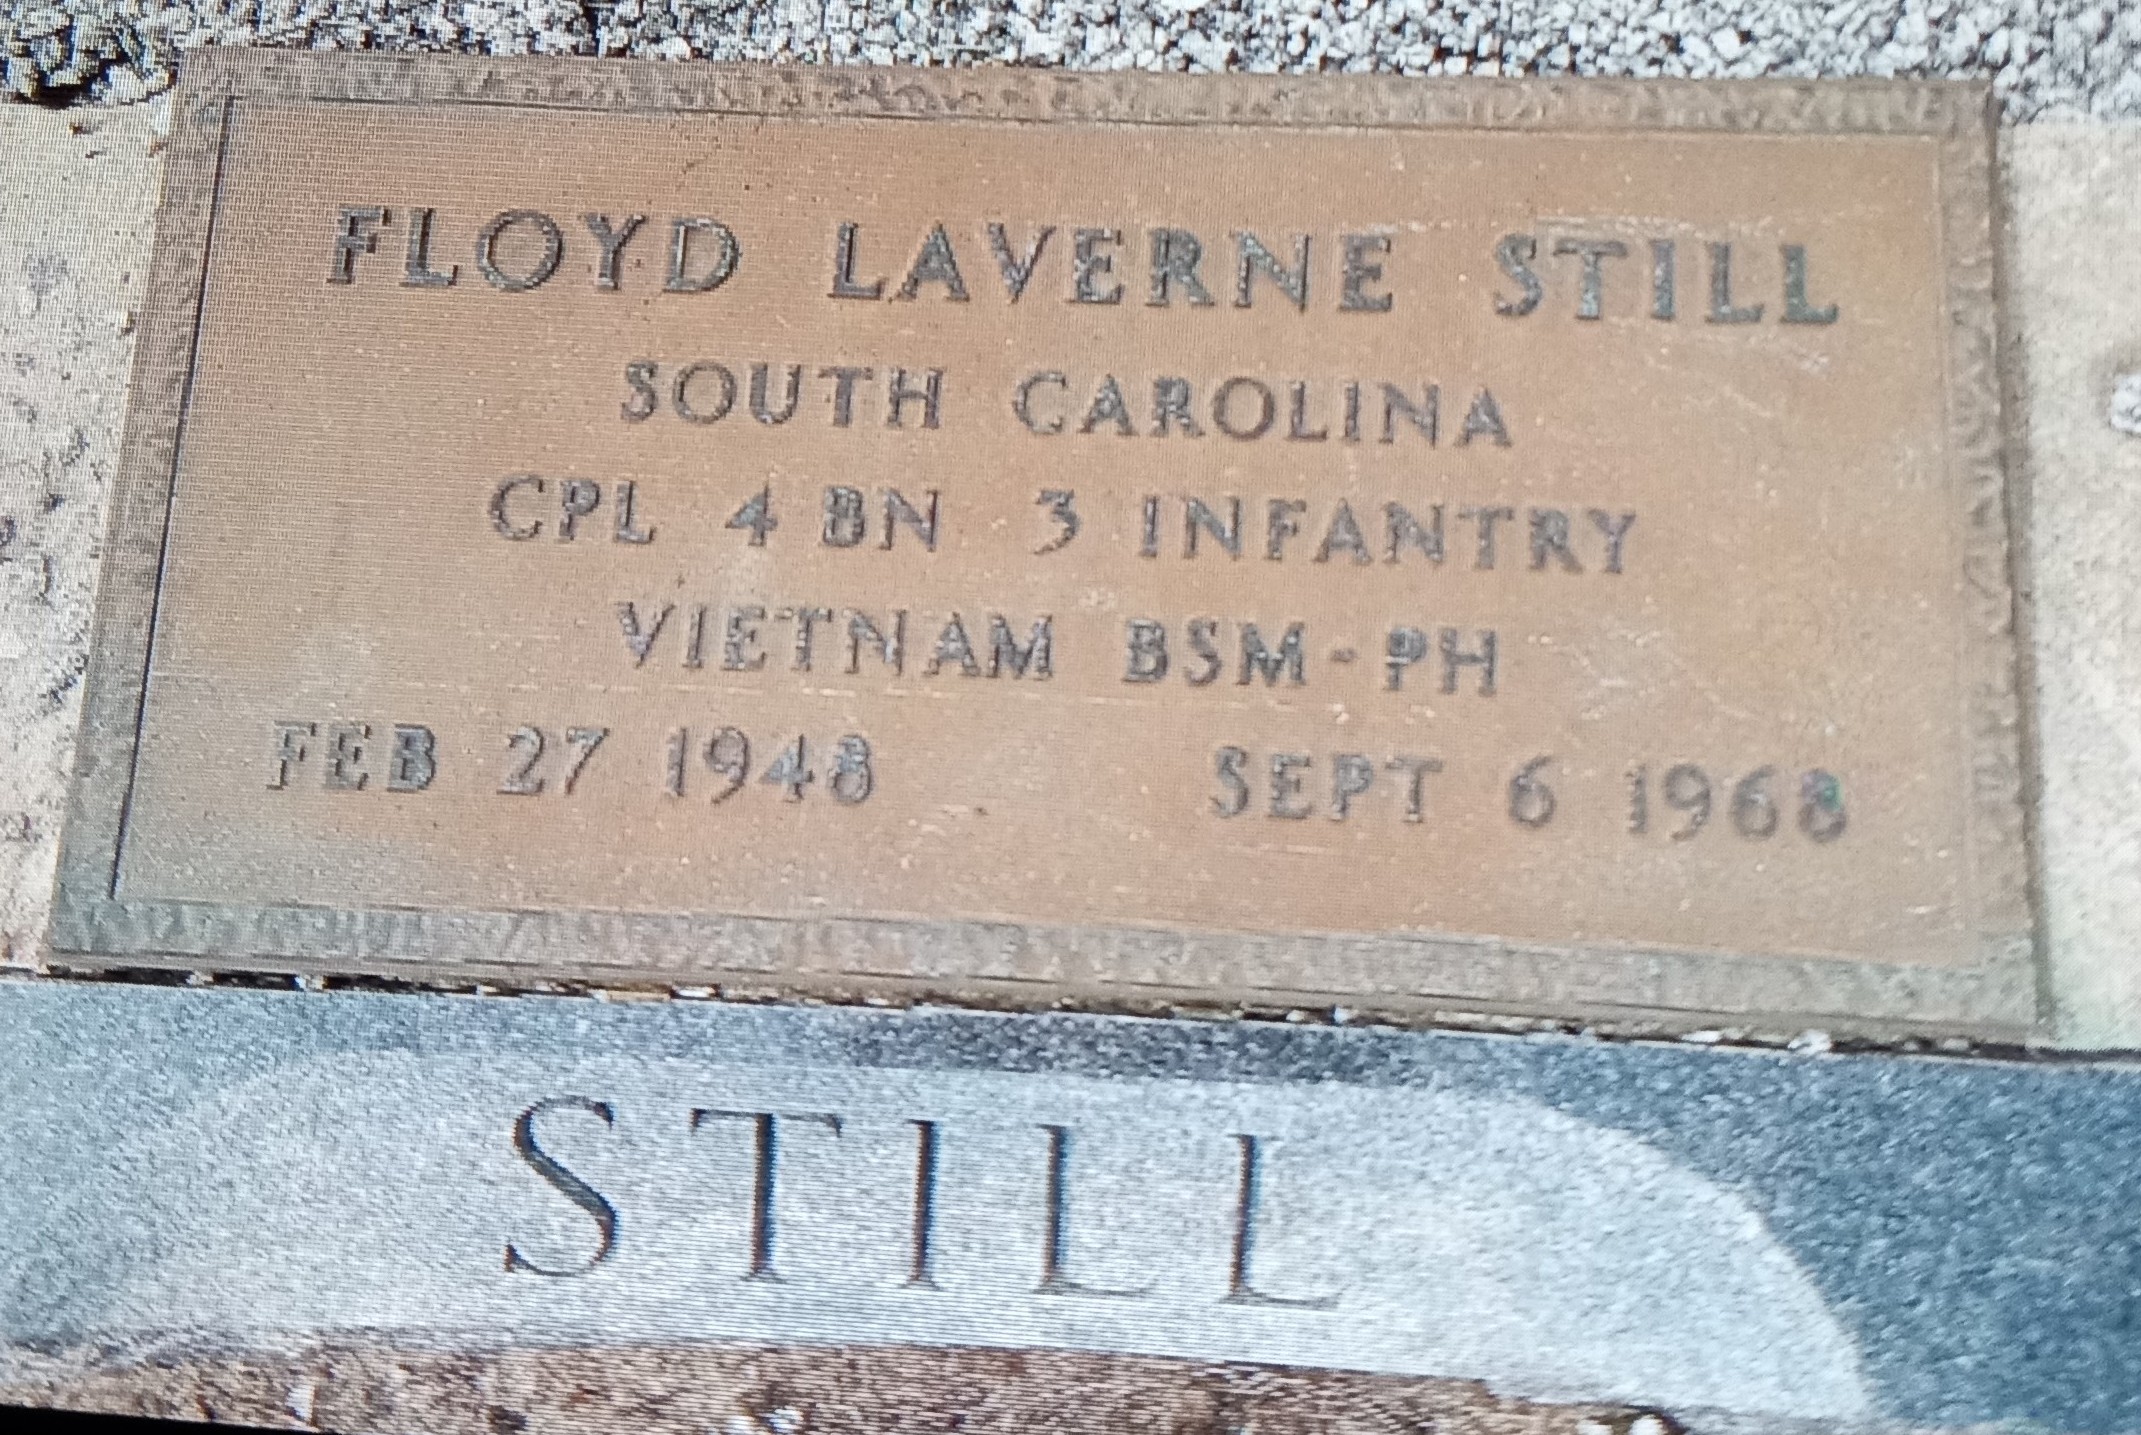 FLOYD LAVERNE STILL
SOUTH CAROLINA
CPL 4 BN 3 INFANTRY
VIETNAM BSM-PH
FEB 27 1948 SEPT 6 1968
STILL